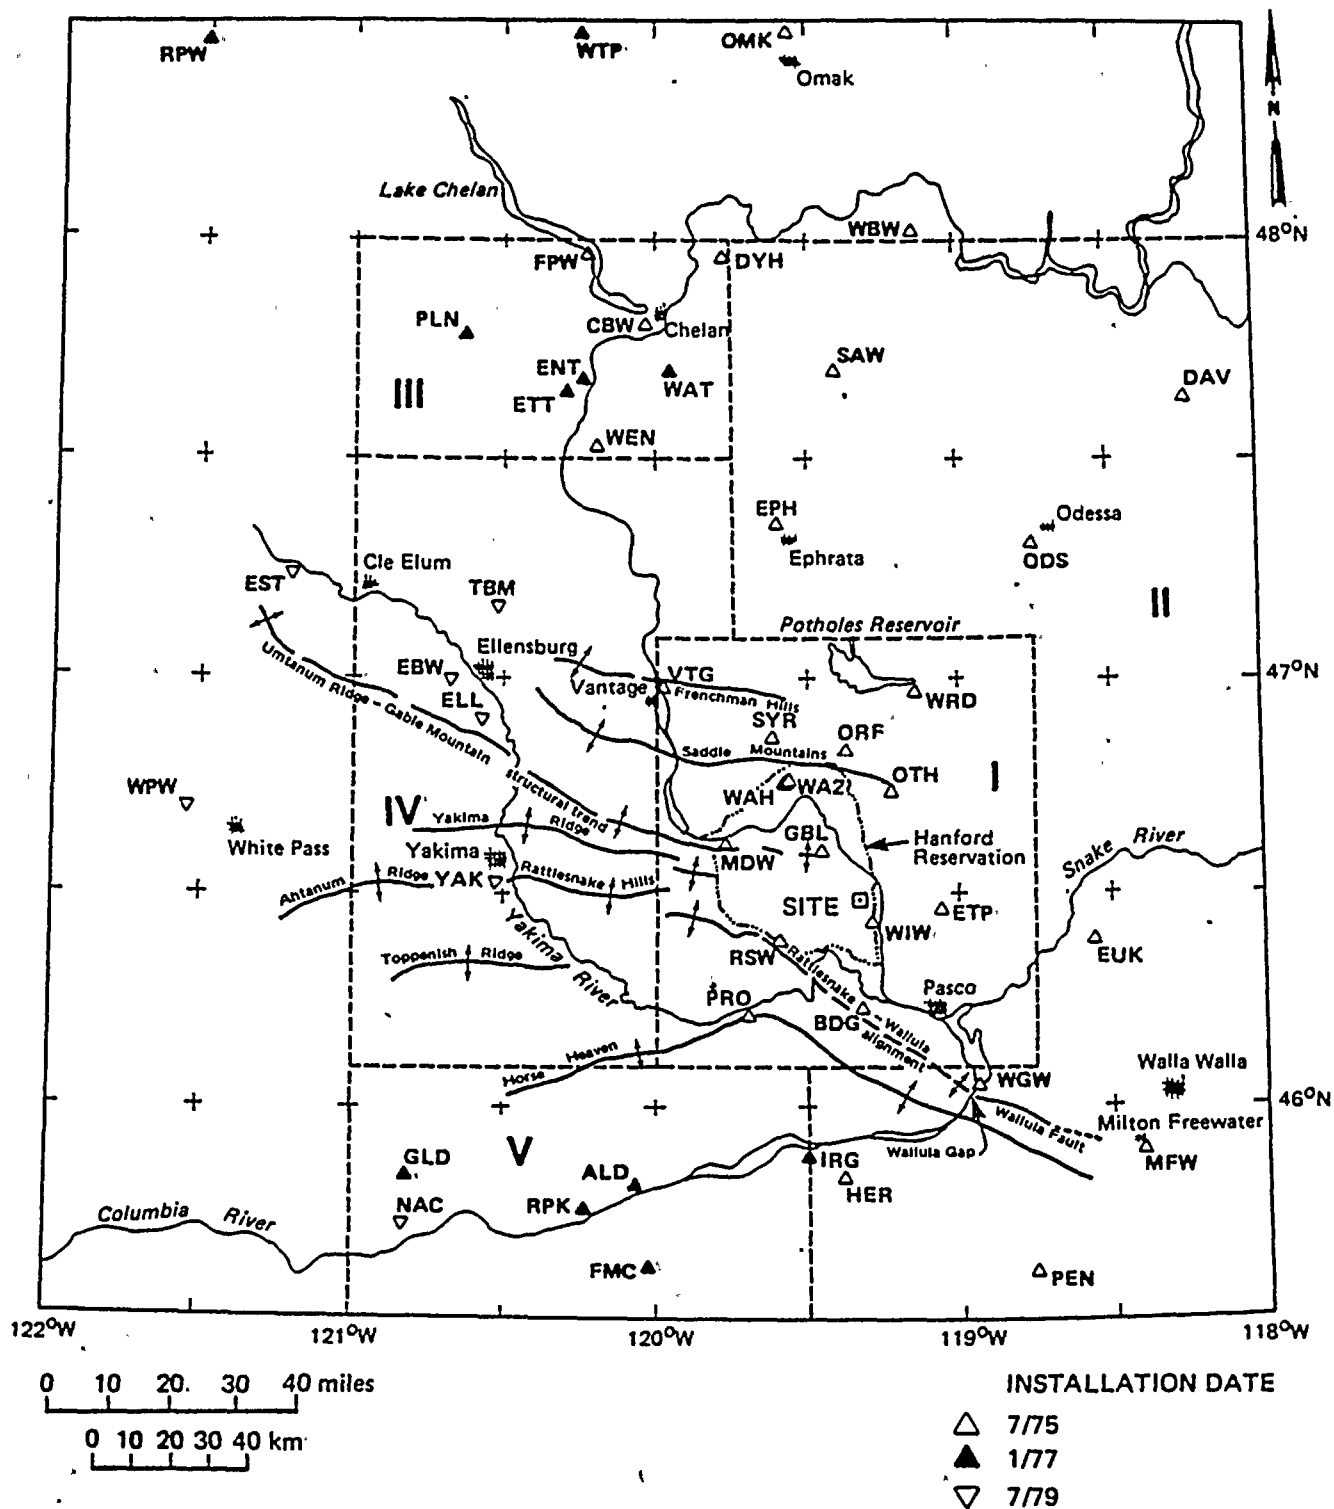 RPW
WTP
OMK
Omak
N
Lake Chelan
WBW
48°N
FPW
DYH
PLN
CBW
Chelan
ENT
WAT
SAW
DAV
III
ETT
WEN
EPH
Ephrata
Odessa
ODS
EST
Cle Elum
TBM
II
Potholes Reservoir
Ellensburg
EBW
VTG
47°N
Vantage
Frenchman Hills
WRD
ELL
SYR
ORF
Umtanum Ridge - Gable Mountain structural trend
Saddle Mountains
OTH
I
WPW
WAH
WA2
IV
Yakima Ridge
GBL
Hanford
Reservation
Snake River
White Pass
Yakima
MDW
Ahtanum Ridge
YAK
Rattlesnake Hills
SITE
ETP
WIW
Yakima River
RSW
EUK
Toppenish Ridge
Rattlesnake - Wallula alignment
PRO
Pasco
BDG
Horse Heaven
WGW
Walla Walla
46°N
Wallula Fault
Milton Freewater
Wallula Gap
MFW
V
GLD
ALD
IRG
HER
NAC
RPK
Columbia River
FMC
PEN
122°W
121°W
120°W
119°W
118°W
0 10 20 30 40 miles
0 10 20 30 40 km
INSTALLATION DATE
7/75
1/77
7/79